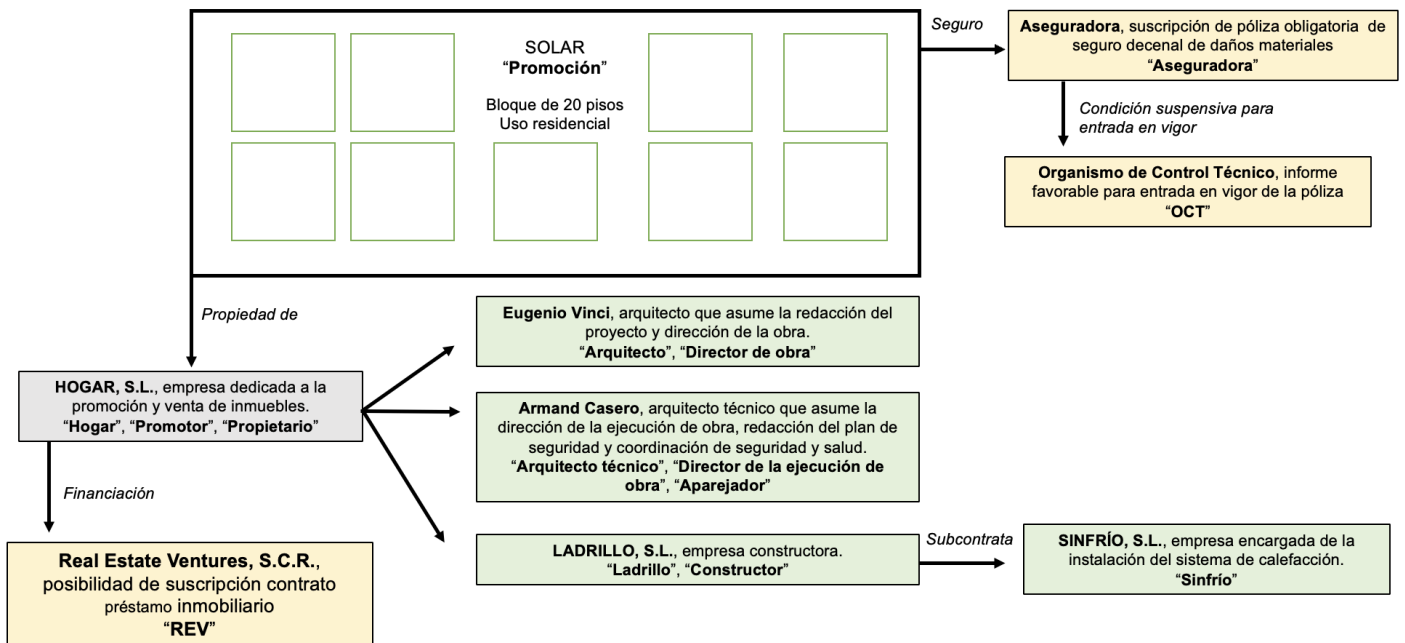 SOLAR
“Promoción”
Bloque de 20 pisos
Uso residencial
Seguro
Aseguradora, suscripción de póliza obligatoria de
seguro decenal de daños materiales
“Aseguradora”
Condición suspensiva para
entrada en vigor
Organismo de Control Técnico, informe
favorable para entrada en vigor de la póliza
“OCT”
Propiedad de
HOGAR, S.L., empresa dedicada a la
promoción y venta de inmuebles.
“Hogar”, “Promotor”, “Propietario”
Eugenio Vinci, arquitecto que asume la redacción del
proyecto y dirección de la obra.
“Arquitecto”, “Director de obra”
Armand Casero, arquitecto técnico que asume la
dirección de la ejecución de obra, redacción del plan de
seguridad y coordinación de seguridad y salud.
“Arquitecto técnico”, “Director de la ejecución de
obra”, “Aparejador”
Financiación
Real Estate Ventures, S.C.R.,
posibilidad de suscripción contrato
préstamo inmobiliario
“REV”
LADRILLO, S.L., empresa constructora.
“Ladrillo”, “Constructor”
Subcontrata
SINFRÍO, S.L., empresa encargada de la
instalación del sistema de calefacción.
“Sinfrío”